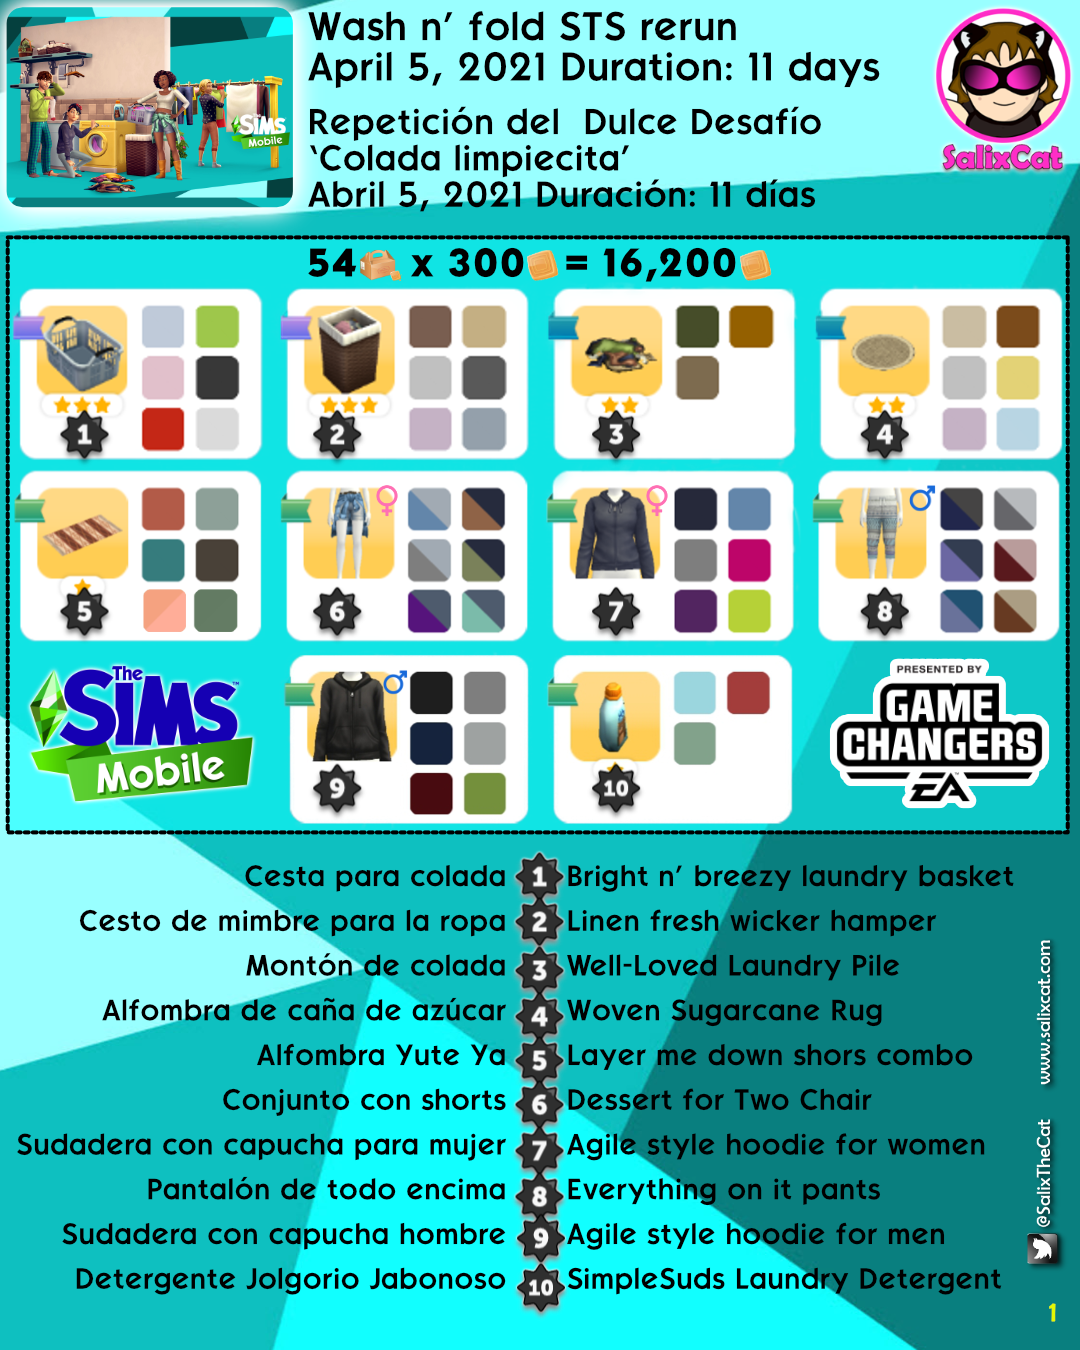 Wash n’ fold STS rerun
April 5, 2021 Duration: 11 days
Repetición del Dulce Desafío
‘Colada limpiecita’
Abril 5, 2021 Duración: 11 días
The SIMS Mobile
SalixCat
54 x 300 = 16,200
1
2
3
4
5
6
7
8
The SIMS™ Mobile
9
10
PRESENTED BY
GAME
CHANGERS
EA
Cesta para colada 1 Bright n’ breezy laundry basket
Cesto de mimbre para la ropa 2 Linen fresh wicker hamper
Montón de colada 3 Well-Loved Laundry Pile
Alfombra de caña de azúcar 4 Woven Sugarcane Rug
Alfombra Yute Ya 5 Layer me down shors combo
Conjunto con shorts 6 Dessert for Two Chair
Sudadera con capucha para mujer 7 Agile style hoodie for women
Pantalón de todo encima 8 Everything on it pants
Sudadera con capucha hombre 9 Agile style hoodie for men
Detergente Jolgorio Jabonoso 10 SimpleSuds Laundry Detergent
www.salixcat.com
@SalixTheCat
1